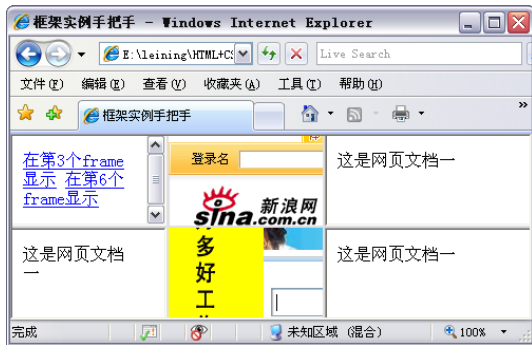 框架实例手把手 - Windows Internet Explorer
E:\leining\HTML+CS
Live Search
文件(F) 编辑(E) 查看(V) 收藏夹(A) 工具(T) 帮助(H)
框架实例手把手
在第3个frame
显示 在第6个
frame显示
登录名
新浪网
sina.com.cn
这是网页文档一
这是网页文档
一
多
好
工
这是网页文档一
完成
未知区域 (混合)
100%